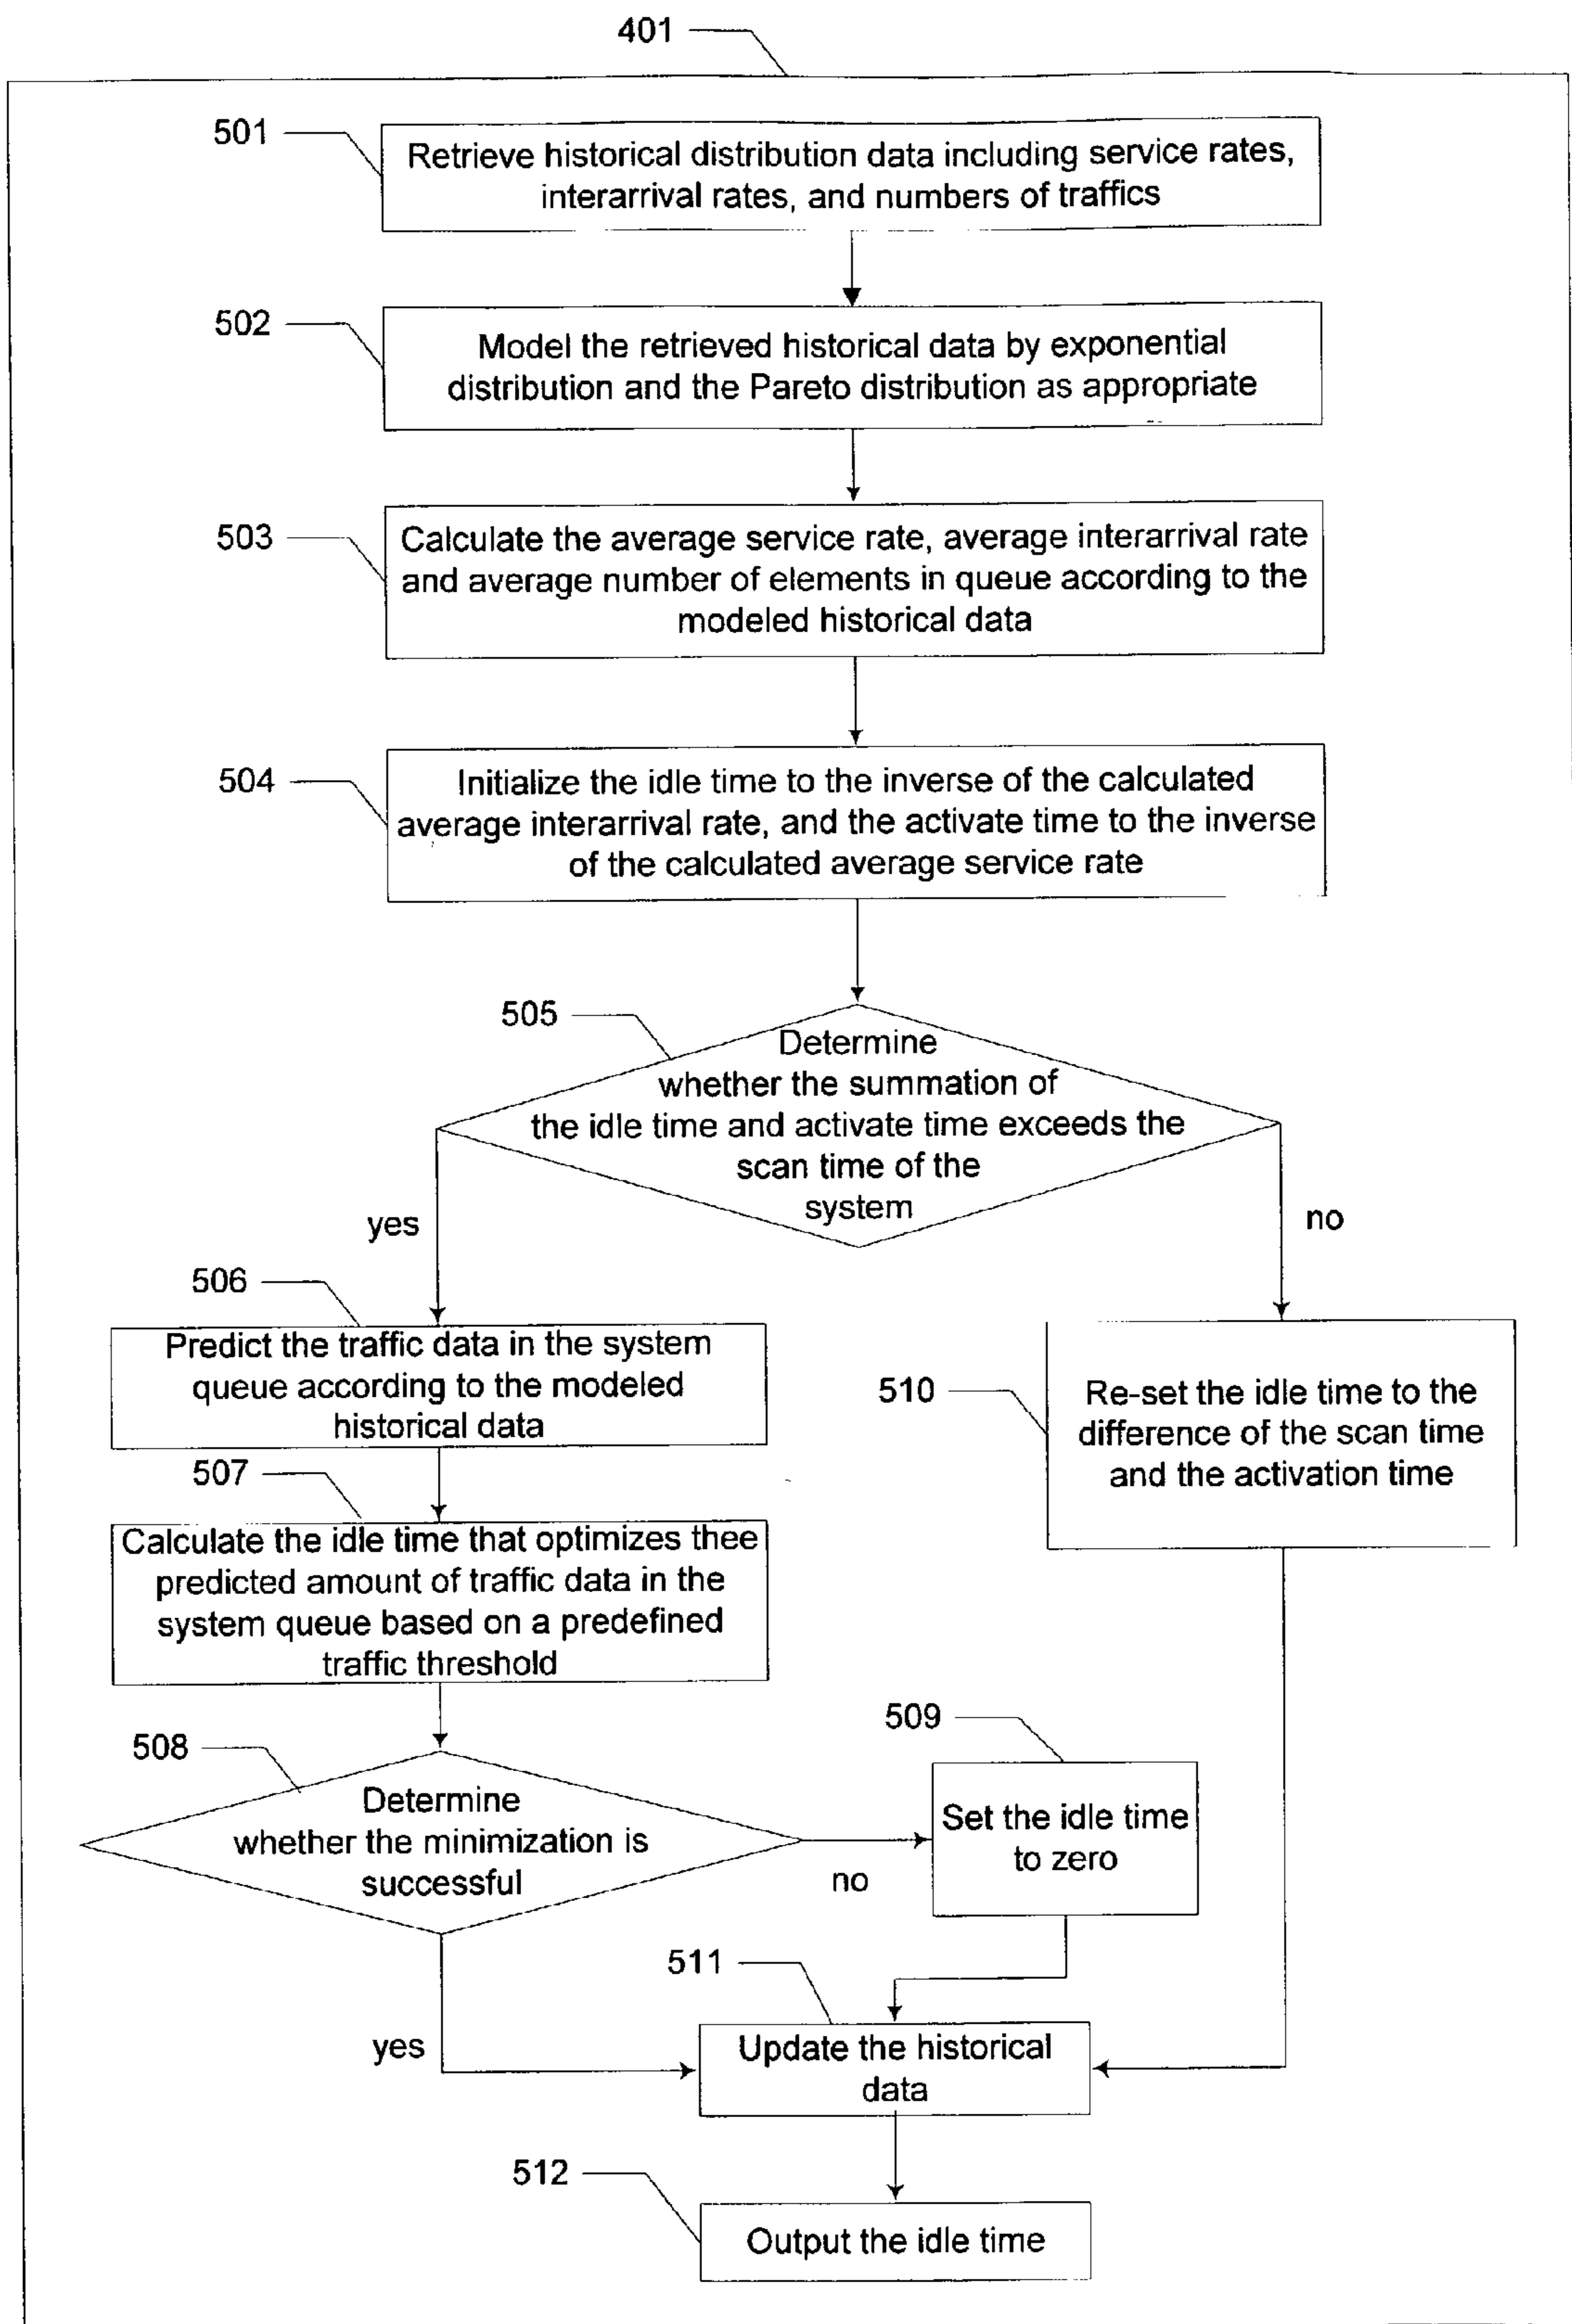 401
501
Retrieve historical distribution data including service rates,
interarrival rates, and numbers of traffics
502
Model the retrieved historical data by exponential
distribution and the Pareto distribution as appropriate
503
Calculate the average service rate, average interarrival rate
and average number of elements in queue according to the
modeled historical data
504
Initialize the idle time to the inverse of the calculated
average interarrival rate, and the activate time to the inverse
of the calculated average service rate
505
Determine
whether the summation of
the idle time and activate time exceeds the
scan time of the
system
yes
no
506
Predict the traffic data in the system
queue according to the modeled
historical data
510
Re-set the idle time to the
difference of the scan time
and the activation time
507
Calculate the idle time that optimizes thee
predicted amount of traffic data in the
system queue based on a predefined
traffic threshold
508
Determine
whether the minimization is
successful
no
509
Set the idle time
to zero
yes
511
Update the historical
data
512
Output the idle time